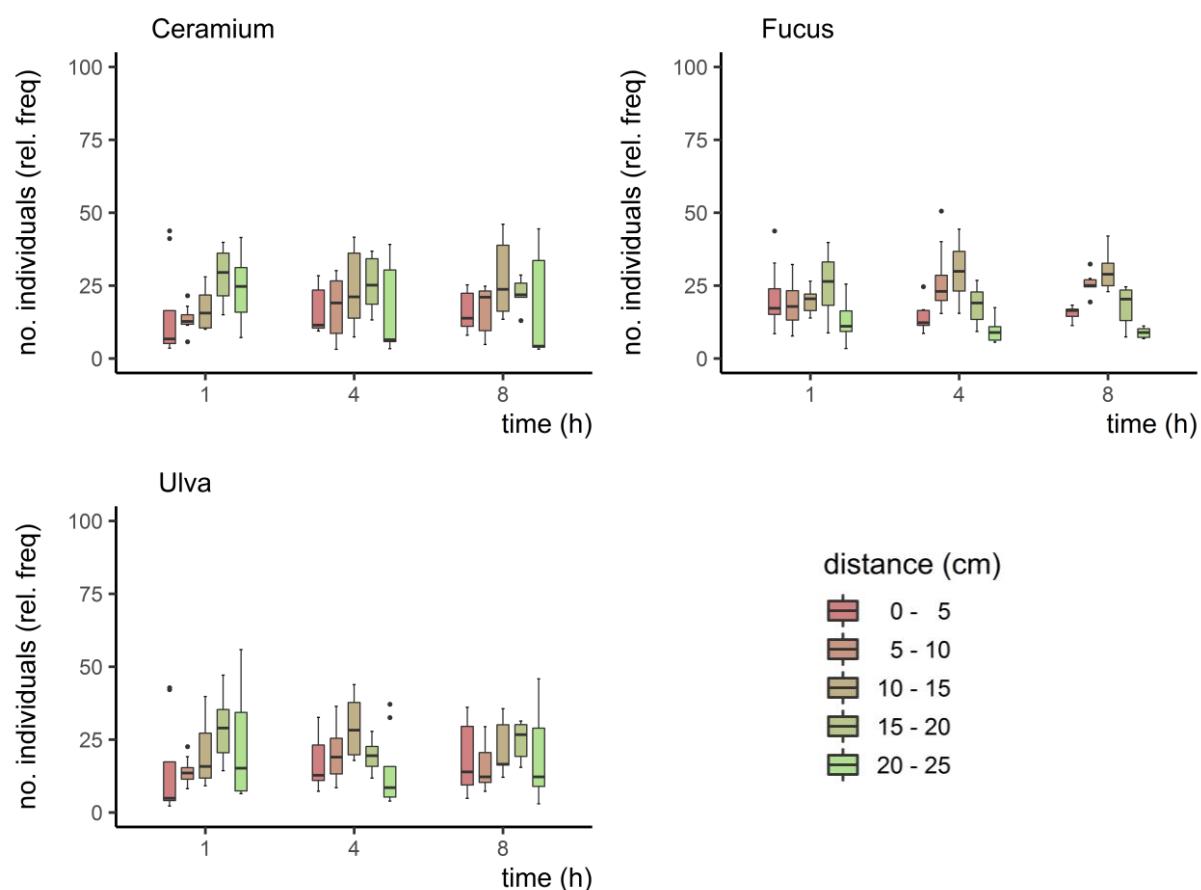 Ceramium
no. individuals (rel. freq)
100
75
50
25
0
1 4 8
time (h)
Fucus
no. individuals (rel. freq)
100
75
50
25
0
1 4 8
time (h)
Ulva
no. individuals (rel. freq)
100
75
50
25
0
1 4 8
time (h)
distance (cm)
0 - 5
5 - 10
10 - 15
15 - 20
20 - 25